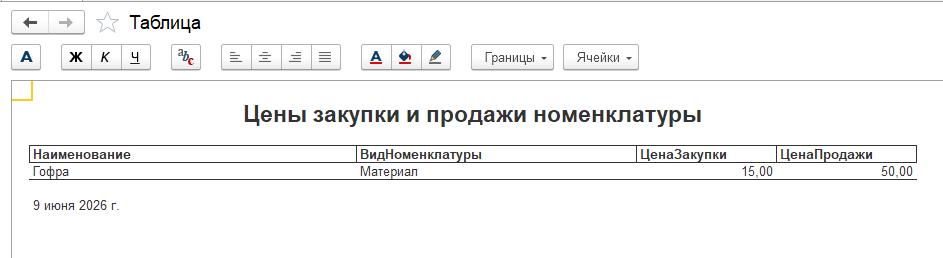 Таблица
А Ж К Ч abc А Границы Ячейки
Цены закупки и продажи номенклатуры
Наименование ВидНоменклатуры ЦенаЗакупки ЦенаПродажи
Гофра Материал 15,00 50,00
9 июня 2026 г.